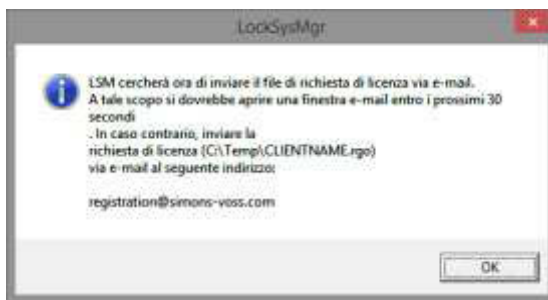 LockSysMgr
LSM cercherà ora di inviare il file di richiesta di licenza via e-mail.
A tale scopo si dovrebbe aprire una finestra e-mail entro i prossimi 30
secondi
. In caso contrario, inviare la
richiesta di licenza (C:\Temp\CLIENTNAME.rgo)
via e-mail al seguente indirizzo:
registration@simons-voss.com
OK